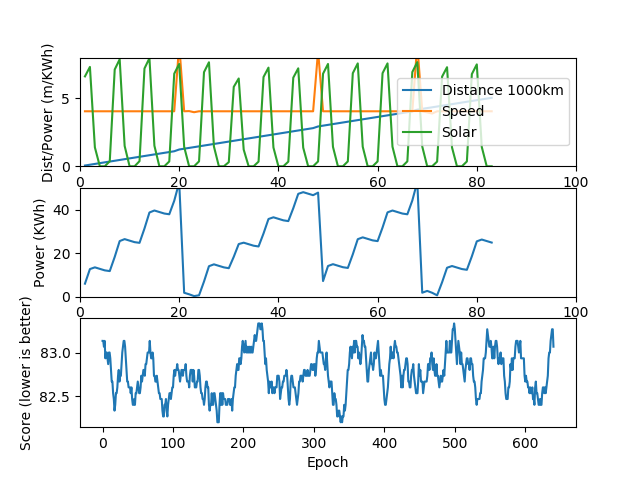 Dist/Power (m/KWh)
5
0
Distance 1000km
Speed
Solar
0 20 40 60 80 100
Power (KWh)
40
20
0
0 20 40 60 80 100
Score (lower is better)
83.0
82.5
0 100 200 300 400 500 600
Epoch